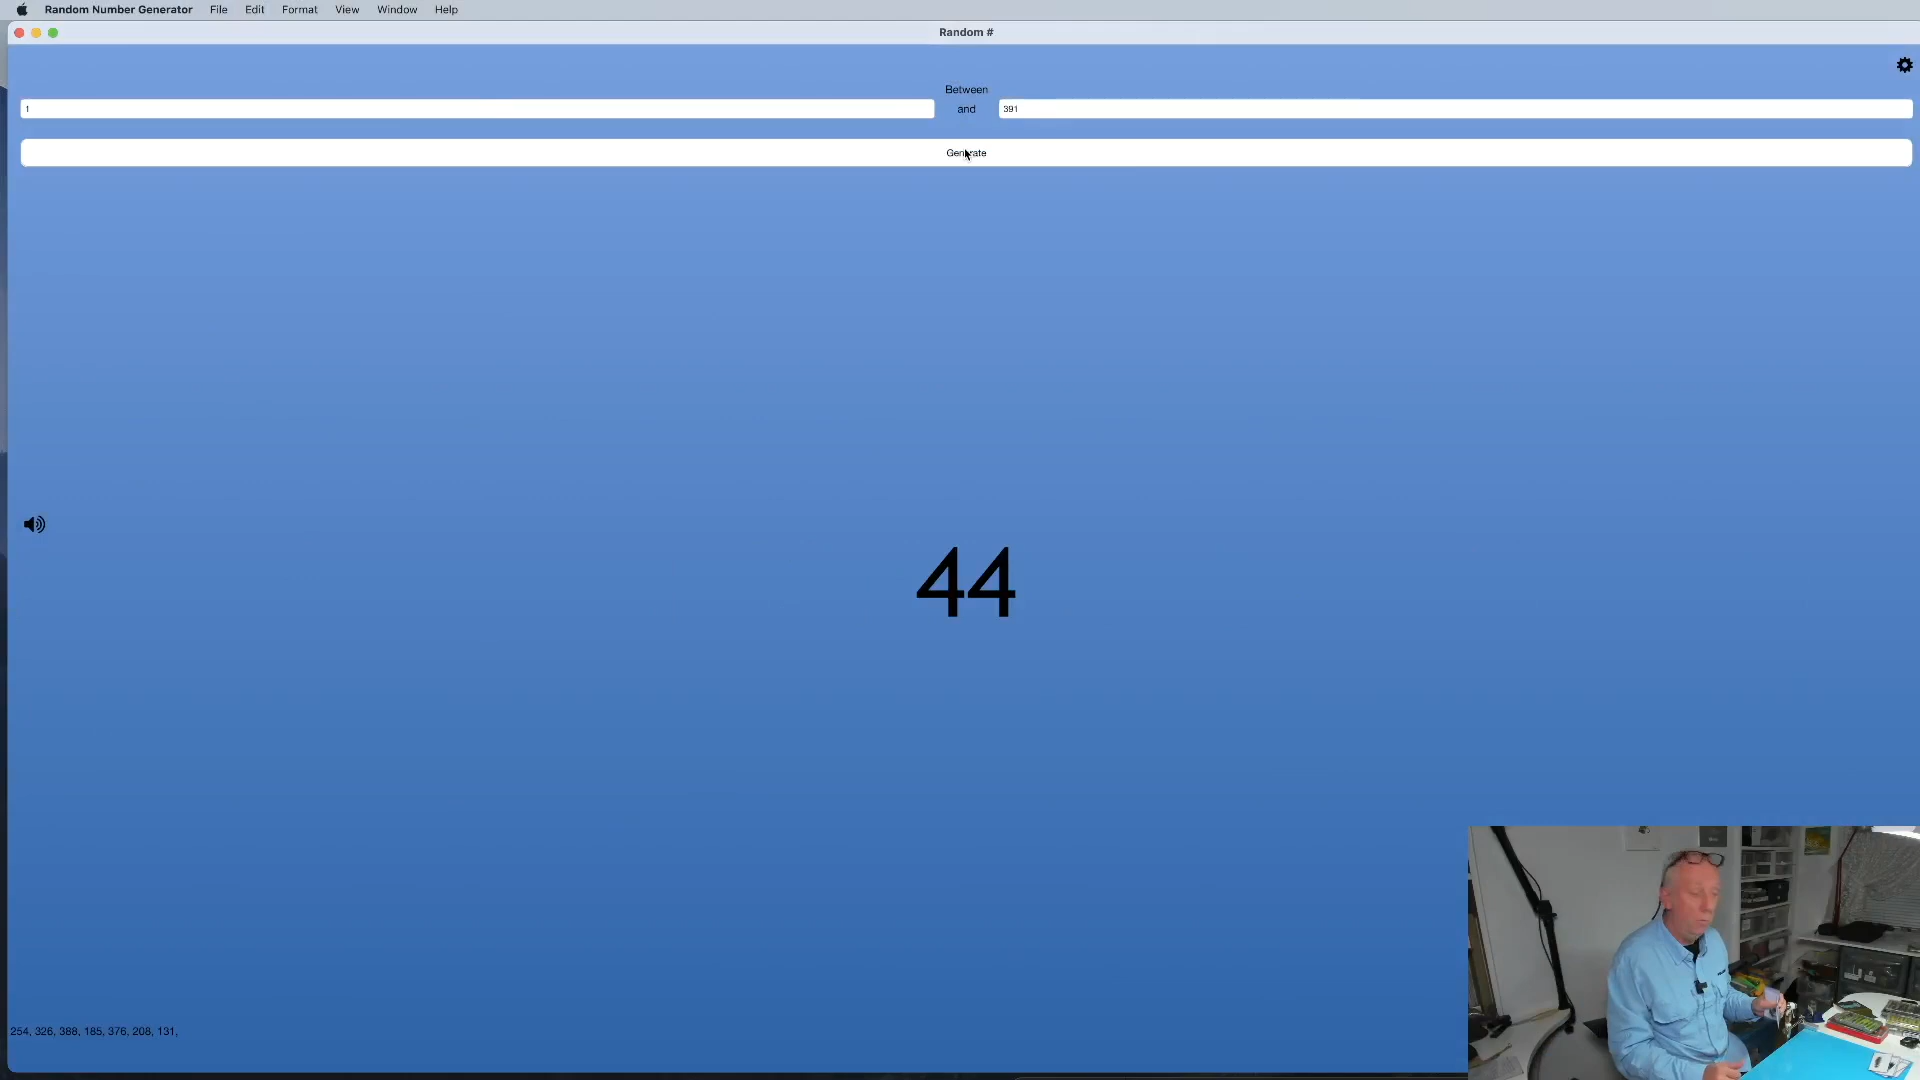 Random Number Generator File Edit Format View Window Help
Random #
Between
1 and 391
Generate
44
254, 326, 388, 185, 376, 208, 131,